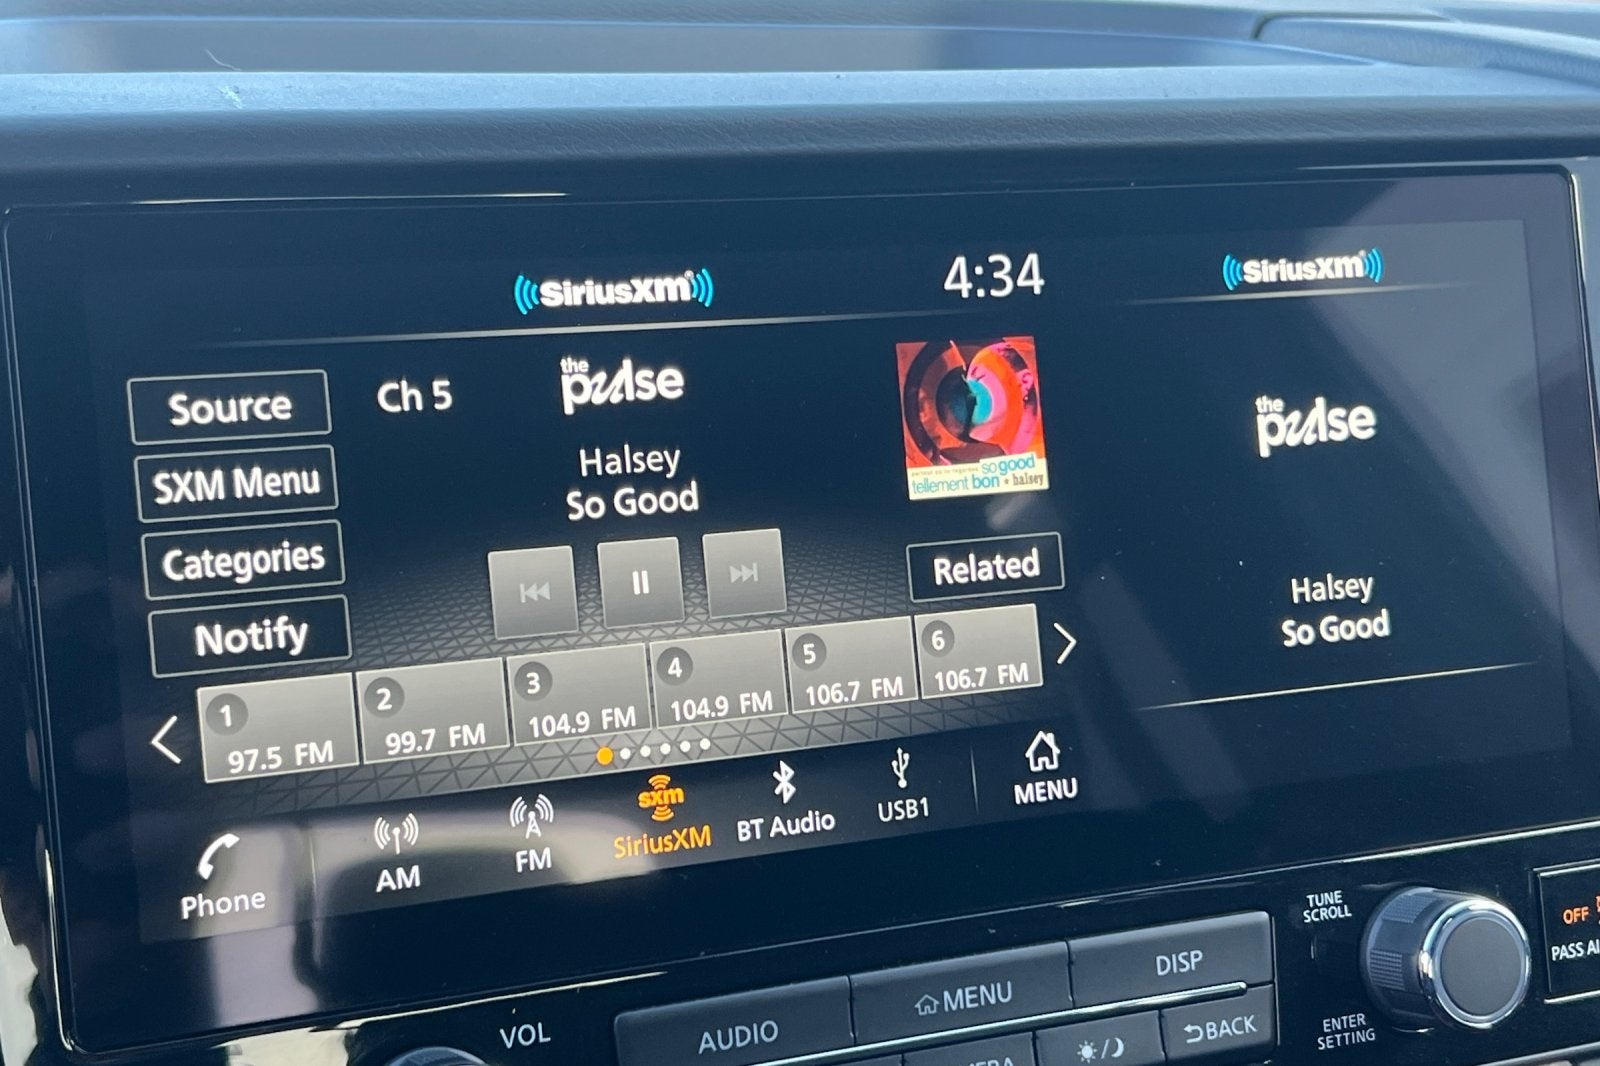 SiriusXM
4:34
SiriusXM
Source
Ch 5
the pulse
SXM Menu
Halsey
So Good
so good
tellement bon • halsey
the pulse
Categories
Related
Notify
Halsey
So Good
1
97.5 FM
2
99.7 FM
3
104.9 FM
4
104.9 FM
5
106.7 FM
6
106.7 FM
Phone
AM
FM
sxm
SiriusXM
BT Audio
USB1
MENU
VOL
AUDIO
MENU
DISP
BACK
TUNE
SCROLL
ENTER
SETTING
OFF
PASS